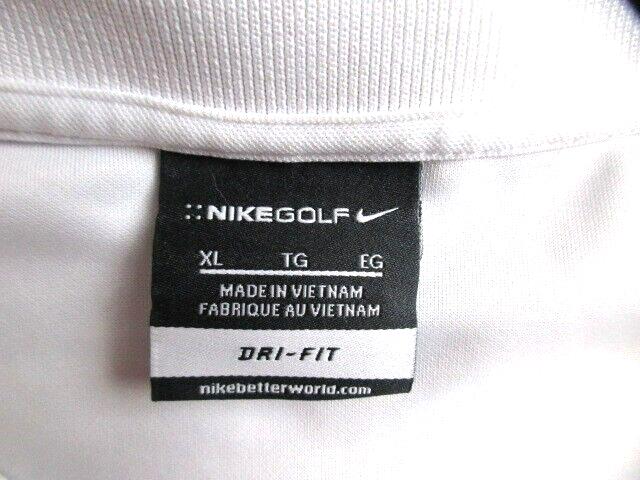 NIKEGOLF
XL TG EG
MADE IN VIETNAM
FABRIQUE AU VIETNAM
DRI-FIT
nikebetterworld.com